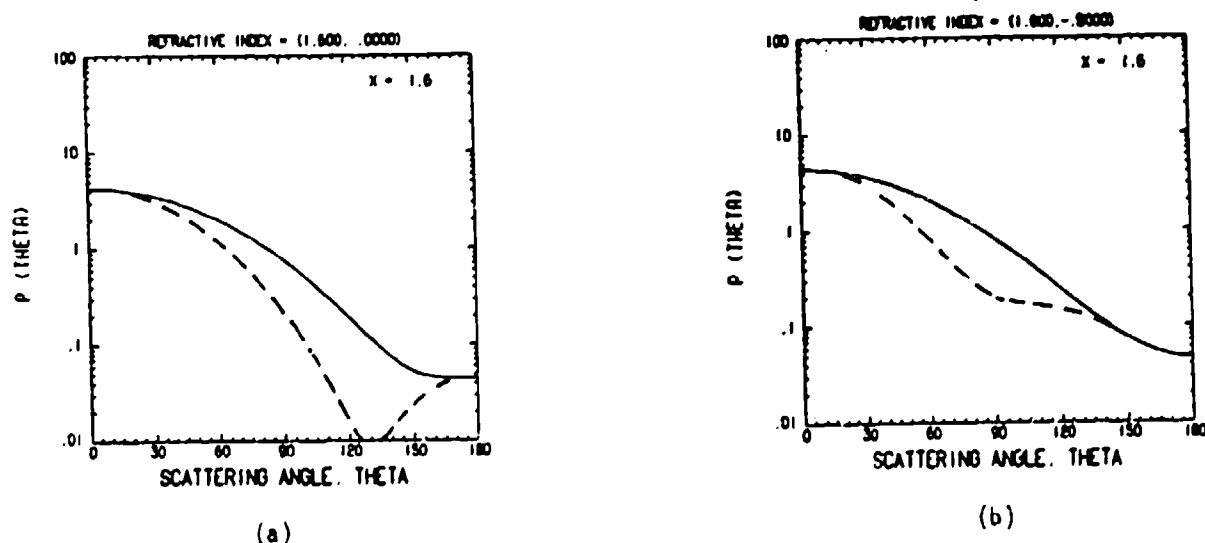 REFRACTIVE INDEX = (1.600, .0000)
X = 1.6
100
10
1
.1
.01
P (THETA)
0 30 60 90 120 150 180
SCATTERING ANGLE, THETA
(a)
REFRACTIVE INDEX = (1.600,-.6000)
X = 1.6
100
10
1
.1
.01
P (THETA)
0 30 60 90 120 150 180
SCATTERING ANGLE, THETA
(b)